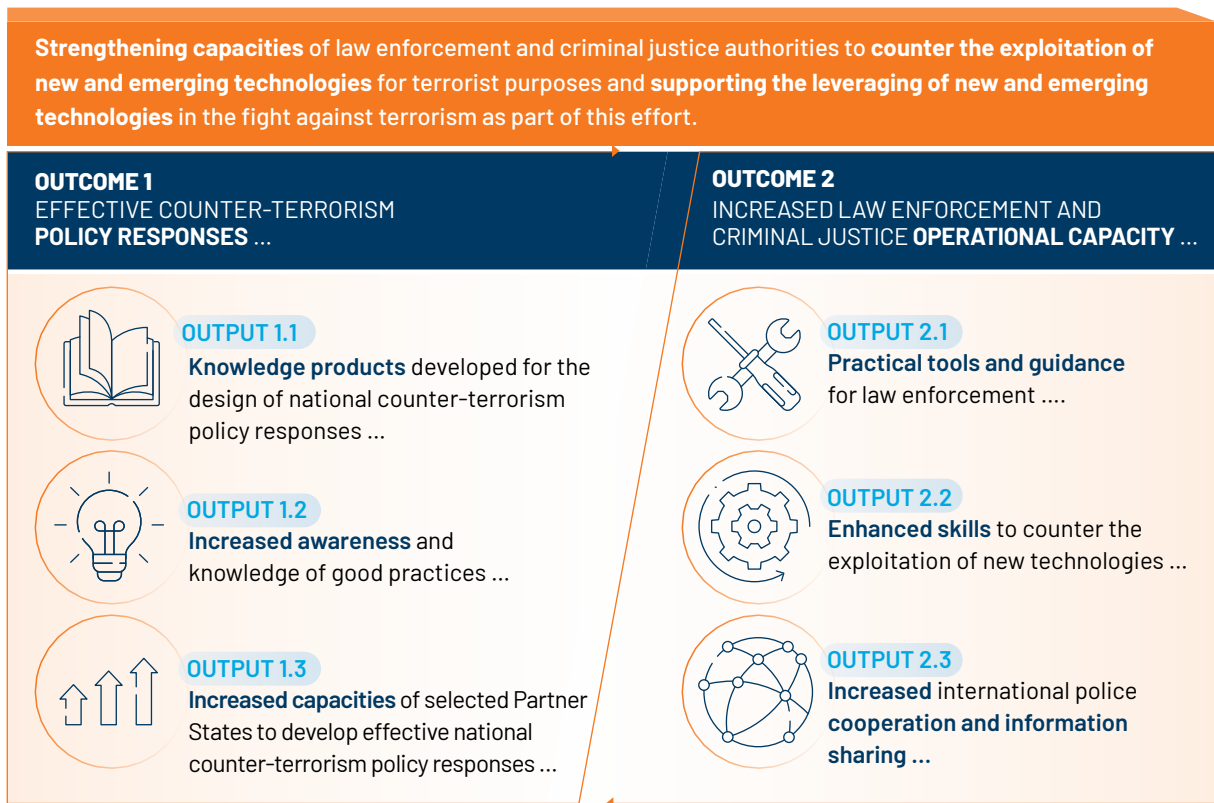 Strengthening capacities of law enforcement and criminal justice authorities to counter the exploitation of
new and emerging technologies for terrorist purposes and supporting the leveraging of new and emerging
technologies in the fight against terrorism as part of this effort.
OUTCOME 1
EFFECTIVE COUNTER-TERRORISM
POLICY RESPONSES ...
OUTPUT 1.1
Knowledge products developed for the
design of national counter-terrorism
policy responses ...
OUTPUT 1.2
Increased awareness and
knowledge of good practices ...
OUTPUT 1.3
Increased capacities of selected Partner
States to develop effective national
counter-terrorism policy responses ...
OUTCOME 2
INCREASED LAW ENFORCEMENT AND
CRIMINAL JUSTICE OPERATIONAL CAPACITY ...
OUTPUT 2.1
Practical tools and guidance
for law enforcement ....
OUTPUT 2.2
Enhanced skills to counter the
exploitation of new technologies ...
OUTPUT 2.3
Increased international police
cooperation and information
sharing ...